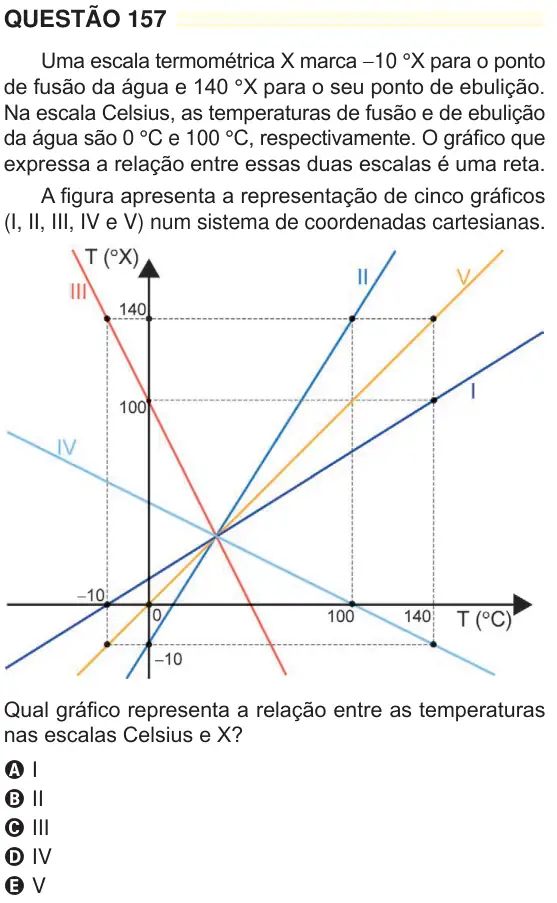 QUESTÃO 157
Uma escala termométrica X marca −10 °X para o ponto
de fusão da água e 140 °X para o seu ponto de ebulição.
Na escala Celsius, as temperaturas de fusão e de ebulição
da água são 0 °C e 100 °C, respectivamente. O gráfico que
expressa a relação entre essas duas escalas é uma reta.
A figura apresenta a representação de cinco gráficos
(I, II, III, IV e V) num sistema de coordenadas cartesianas.
T (°X)
III
II
V
140
100
I
IV
−10
0
100
140
T (°C)
−10
Qual gráfico representa a relação entre as temperaturas
nas escalas Celsius e X?
A I
B II
C III
D IV
E V